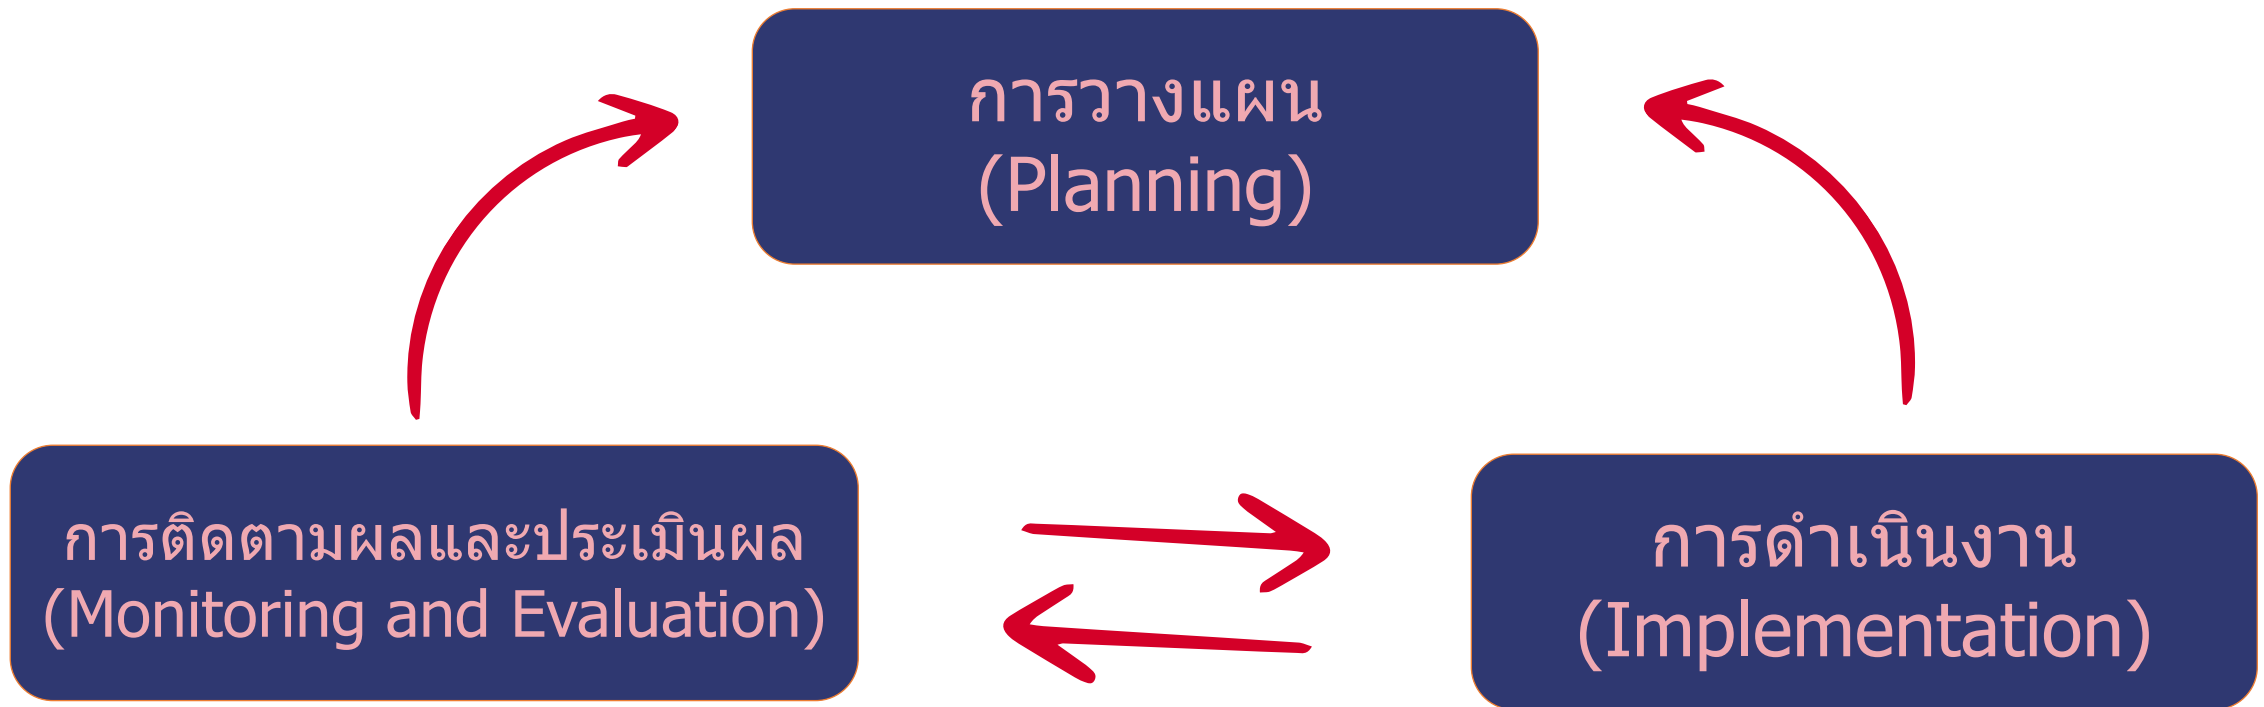 การวางแผน
(Planning)
การติดตามผลและประเมินผล
(Monitoring and Evaluation)
การดำเนินงาน
(Implementation)